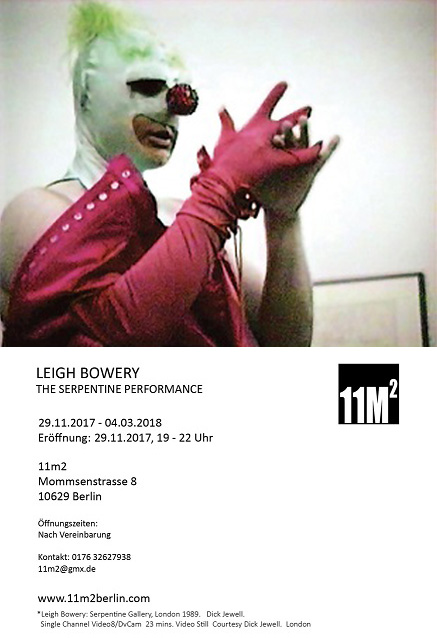 LEIGH BOWERY
THE SERPENTINE PERFORMANCE
11M²
29.11.2017 - 04.03.2018
Eröffnung: 29.11.2017, 19 - 22 Uhr
11m2
Mommsenstrasse 8
10629 Berlin
Öffnungszeiten:
Nach Vereinbarung
Kontakt: 0176 32627938
11m2@gmx.de
www.11m2berlin.com
*Leigh Bowery: Serpentine Gallery, London 1989. Dick Jewell.
Single Channel Video8/DvCam 23 mins. Video Still Courtesy Dick Jewell. London